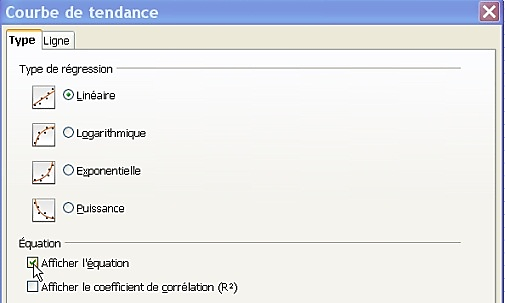 Courbe de tendance
Type Ligne
Type de régression
Linéaire
Logarithmique
Exponentielle
Puissance
Équation
Afficher l'équation
Afficher le coefficient de corrélation (R²)